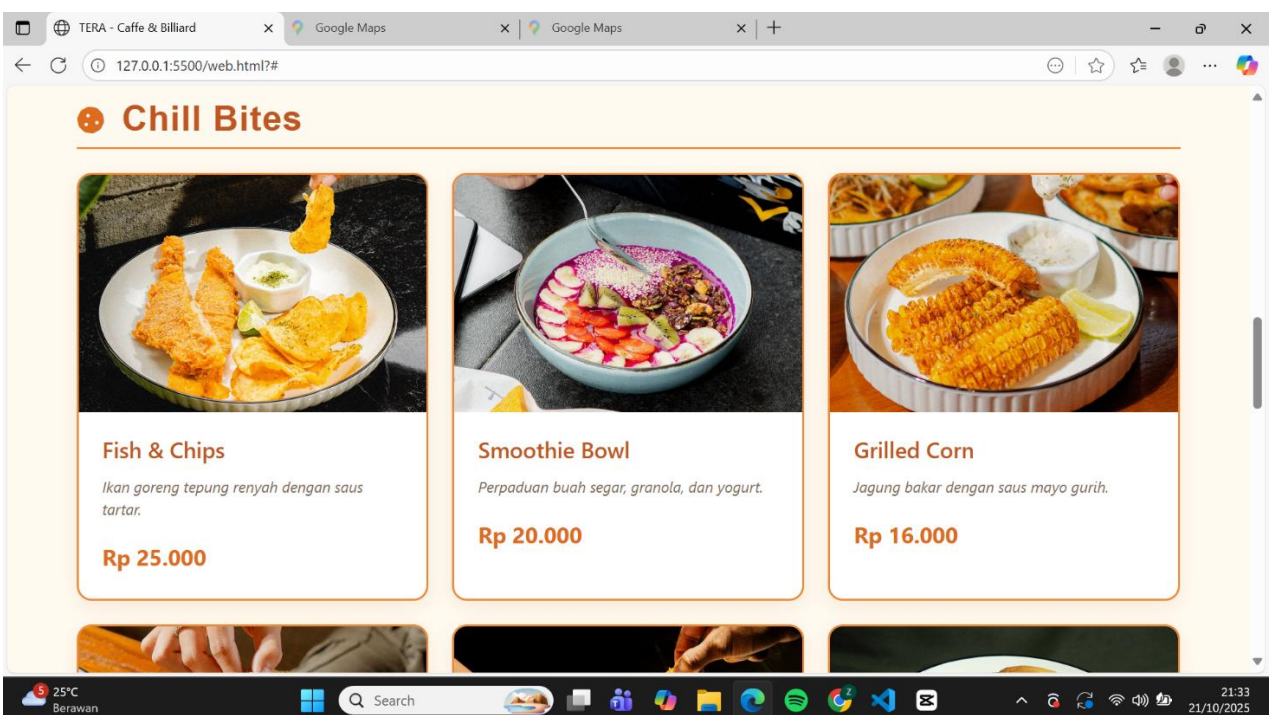 TERA - Caffe & Billiard
Google Maps
Google Maps
127.0.0.1:5500/web.html?#
Chill Bites
Fish & Chips
Ikan goreng tepung renyah dengan saus
tartar.
Rp 25.000
Smoothie Bowl
Perpaduan buah segar, granola, dan yogurt.
Rp 20.000
Grilled Corn
Jagung bakar dengan saus mayo gurih.
Rp 16.000
5
25°C
Berawan
Search
Z
21:33
21/10/2025